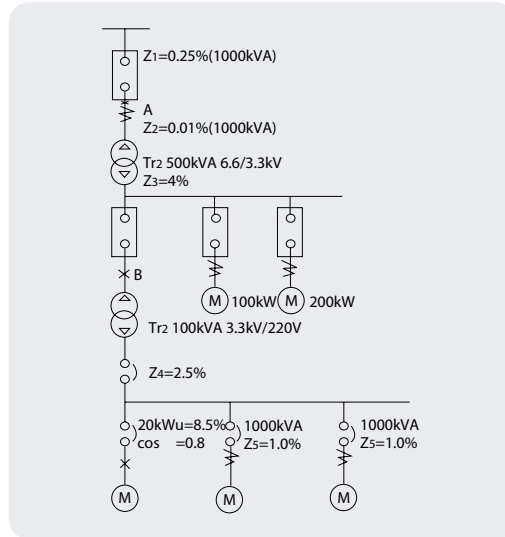 Z1=0.25%(1000kVA)
A
Z2=0.01%(1000kVA)
Tr2 500kVA 6.6/3.3kV
Z3=4%
B
M 100kW M 200kW
Tr2 100kVA 3.3kV/220V
Z4=2.5%
20kWu=8.5% 1000kVA 1000kVA
cos =0.8 Z5=1.0% Z5=1.0%
M M M